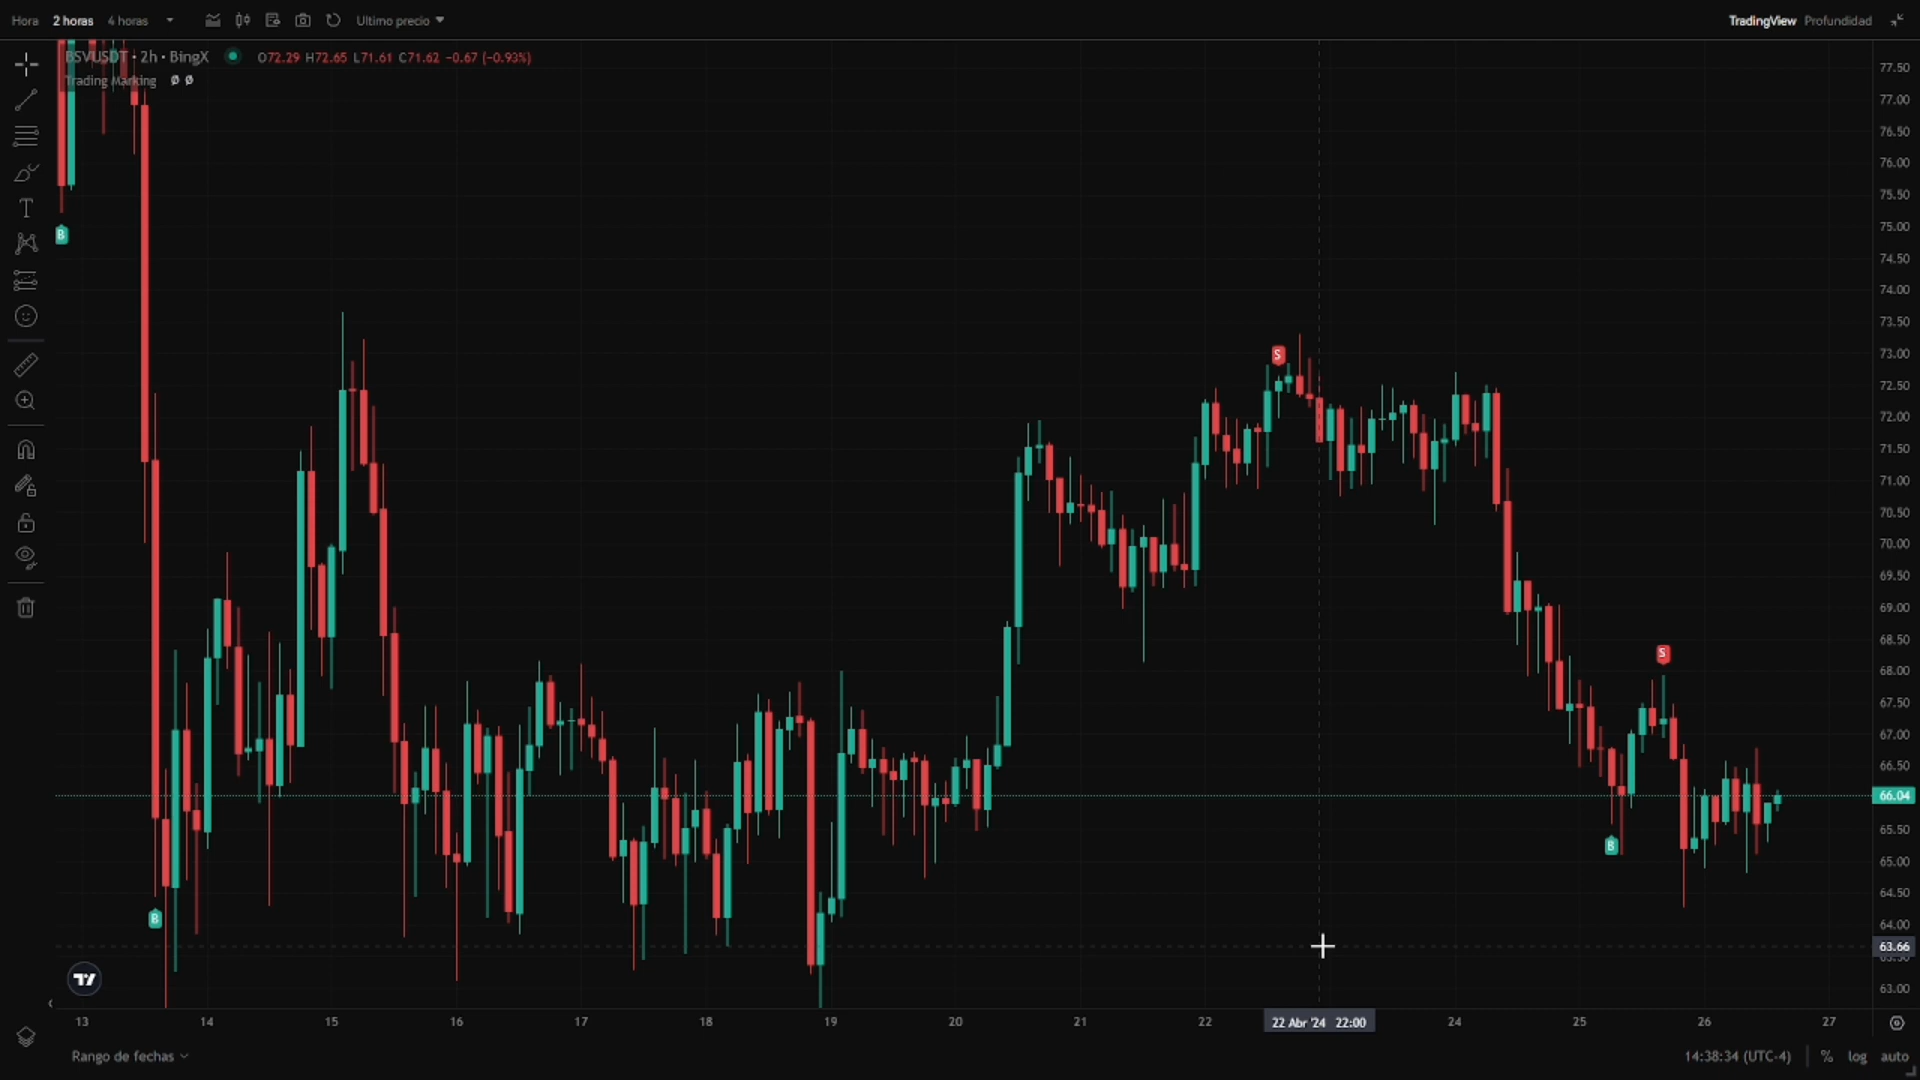 Hora 2 horas 4 horas Ultimo precio TradingView Profundidad
BSVUSDT • 2h • BingX O72.29 H72.65 L71.61 C71.62 −0.67 (−0.93%)
Trading Marking Ø Ø
77.50
77.00
76.50
76.00
75.50
75.00
74.50
74.00
73.50
73.00
72.50
72.00
71.50
71.00
70.50
70.00
69.50
69.00
68.50
68.00
67.50
67.00
66.50
66.04
65.50
65.00
64.50
64.00
63.66
63.50
63.00
B
S
S
B
B
T
13 14 15 16 17 18 19 20 21 22 22 Abr '24 22:00 24 25 26 27
Rango de fechas 14:38:34 (UTC-4) % log auto